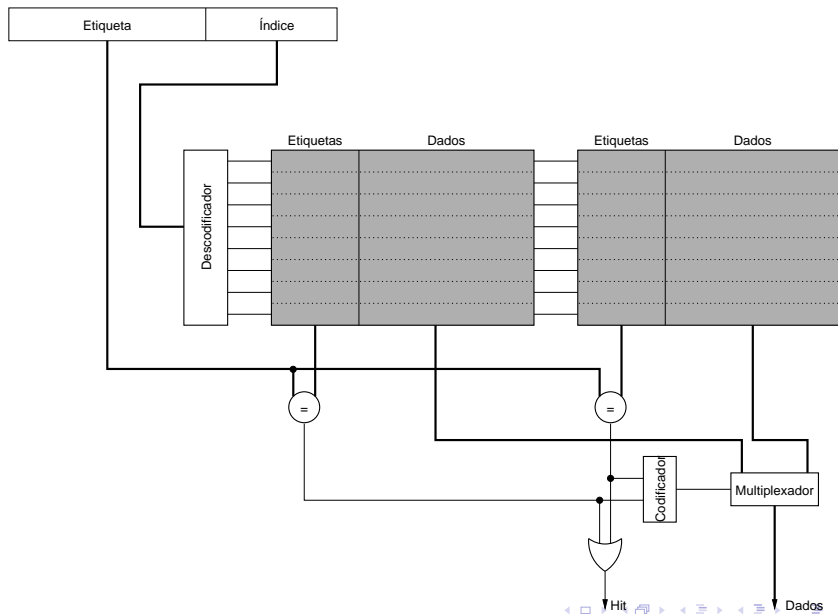 Etiqueta Índice
Etiquetas Dados Etiquetas Dados
Descodificador
= =
Codificador
Multiplexador
Hit Dados